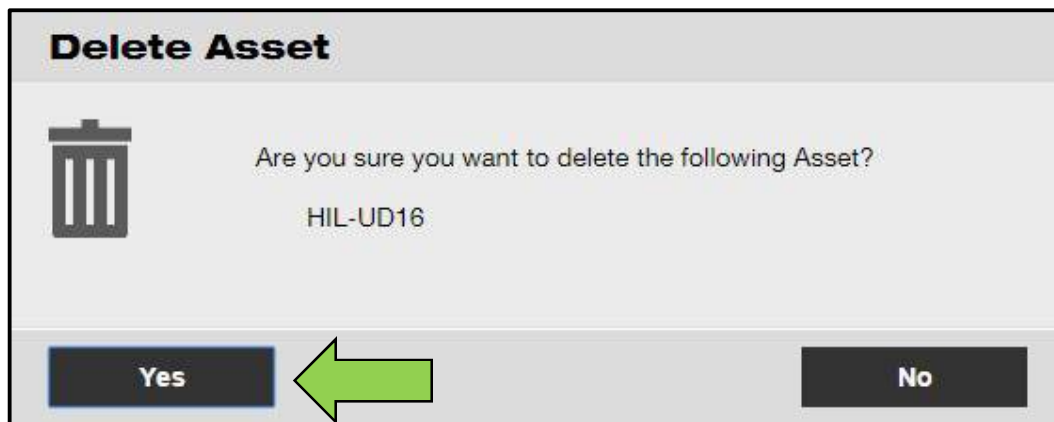 Delete Asset
Are you sure you want to delete the following Asset?
HIL-UD16
Yes
No